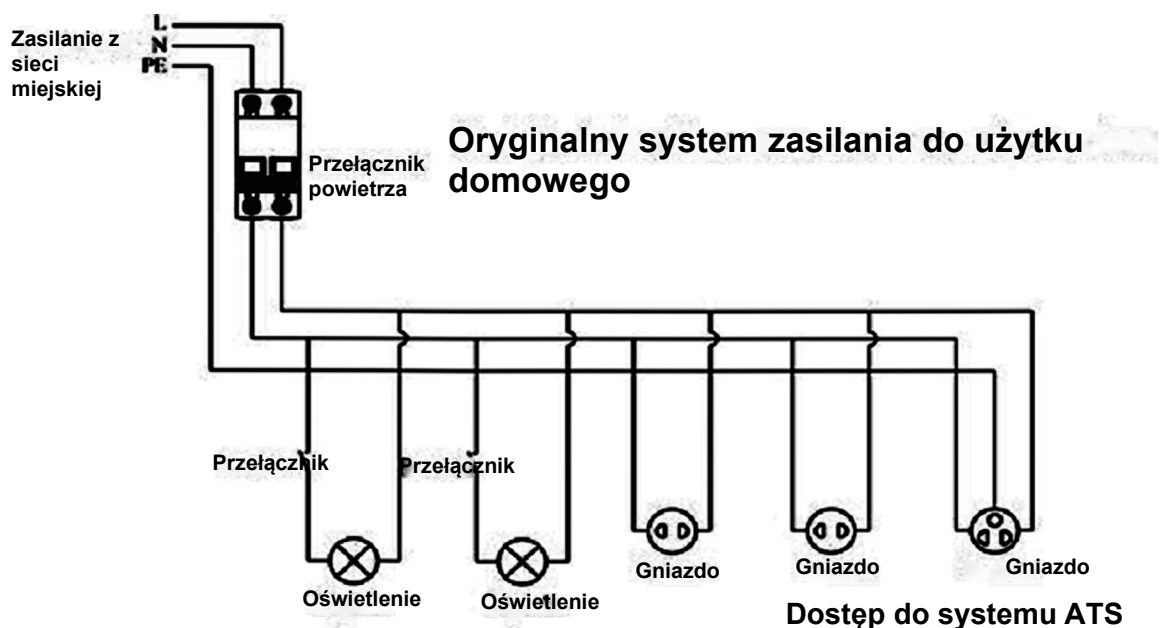 L
Zasilanie z
N
sieci
PE
miejskiej
Oryginalny system zasilania do użytku
domowego
Przełącznik
powietrza
Przełącznik
Przełącznik
Gniazdo
Gniazdo
Gniazdo
Oświetlenie
Oświetlenie
Dostęp do systemu ATS